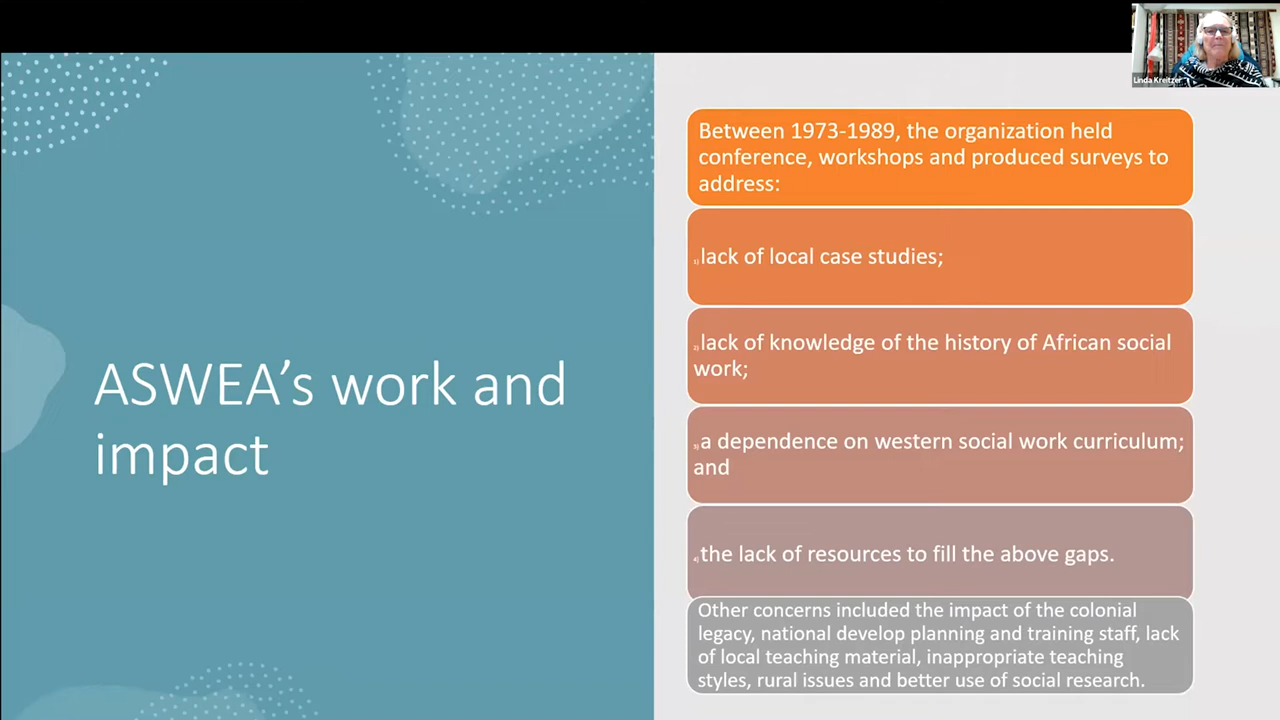 Linda Kreitzer
ASWEA's work and
impact
Between 1973-1989, the organization held
conference, workshops and produced surveys to
address:
1) lack of local case studies;
2) lack of knowledge of the history of African social
work;
3) a dependence on western social work curriculum;
and
4) the lack of resources to fill the above gaps.
Other concerns included the impact of the colonial
legacy, national develop planning and training staff, lack
of local teaching material, inappropriate teaching
styles, rural issues and better use of social research.